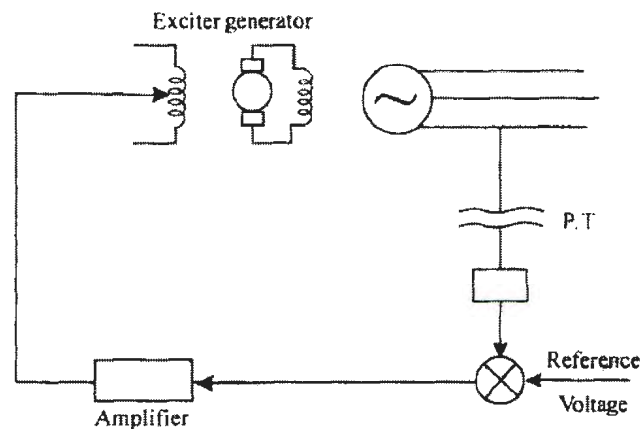 Exciter generator
P.T
Reference
Voltage
Amplifier